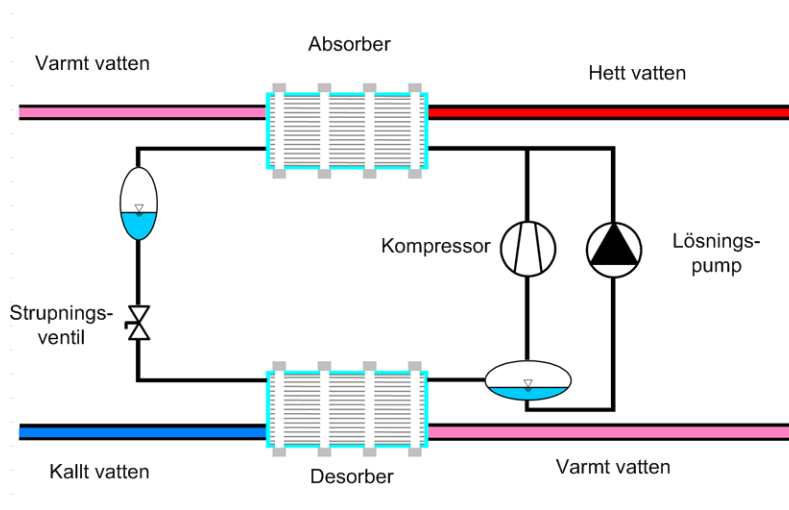 Absorber
Varmt vatten
Hett vatten
Kompressor
Lösnings-
pump
Strupnings-
ventil
Kallt vatten
Desorber
Varmt vatten